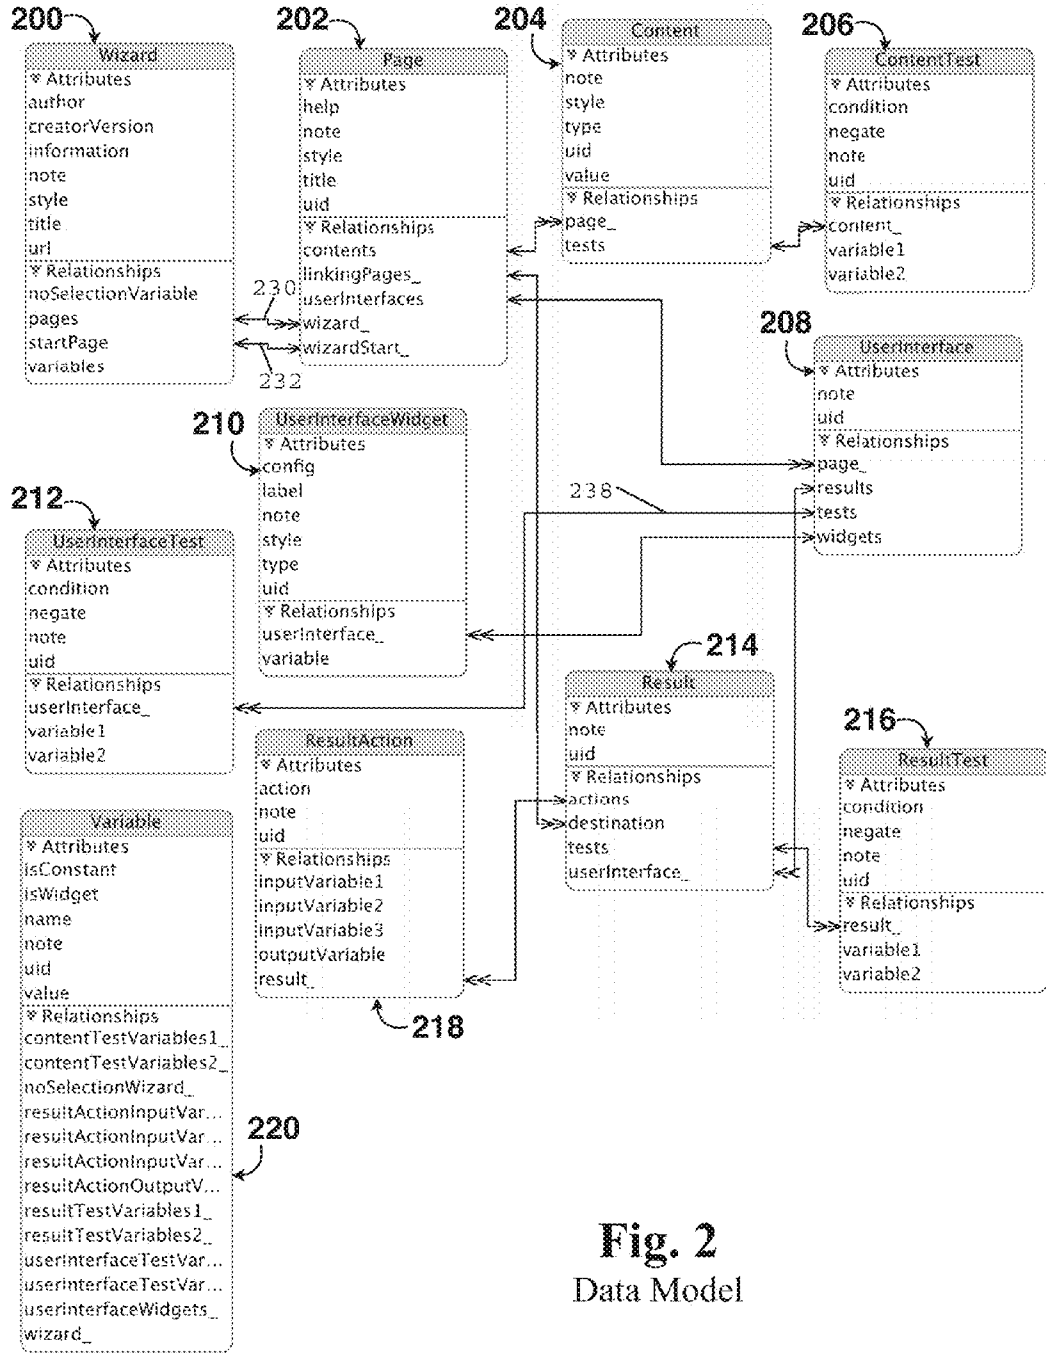 200
Wizard
Attributes
author
creatorVersion
information
note
style
title
url
Relationships
noSelectionVariable
pages
startPage
variables
230
232
202
Page
Attributes
help
note
style
title
uid
Relationships
contents
linkingPages_
userInterfaces
wizard_
wizardStart_
204
Content
Attributes
note
style
type
uid
value
Relationships
page_
tests
206
ContentTest
Attributes
condition
negate
note
uid
Relationships
content_
variable1
variable2
208
UserInterface
Attributes
note
uid
Relationships
page_
results
tests
widgets
238
210
UserInterfaceWidget
Attributes
config
label
note
style
type
uid
Relationships
userInterface_
variable
212
UserInterfaceTest
Attributes
condition
negate
note
uid
Relationships
userInterface_
variable1
variable2
214
Result
Attributes
note
uid
Relationships
actions
destination
tests
userInterface_
216
ResultTest
Attributes
condition
negate
note
uid
Relationships
result_
variable1
variable2
ResultAction
Attributes
action
note
uid
Relationships
inputVariable1
inputVariable2
inputVariable3
outputVariable
result_
218
Variable
Attributes
isConstant
isWidget
name
note
uid
value
Relationships
contentTestVariables1_
contentTestVariables2_
noSelectionWizard_
resultActionInputVar...
resultActionInputVar...
resultActionInputVar...
resultActionOutputV...
resultTestVariables1_
resultTestVariables2_
userInterfaceTestVar...
userInterfaceTestVar...
userInterfaceWidgets_
wizard_
220
Fig. 2
Data Model